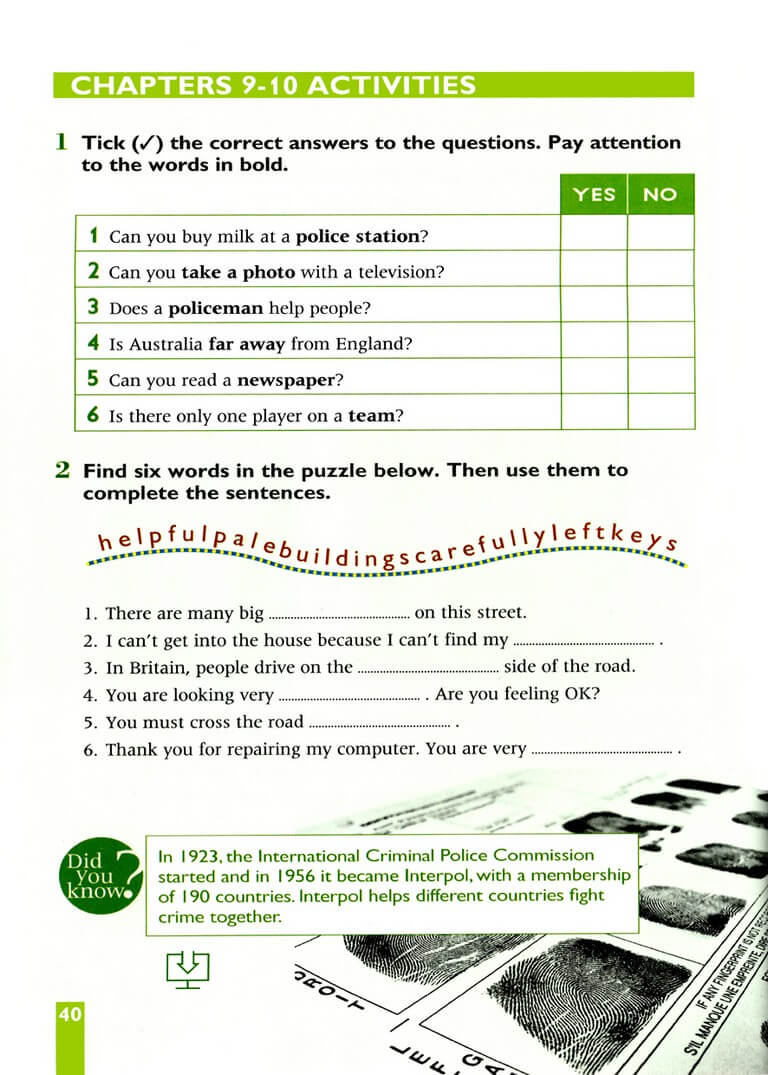 CHAPTERS 9-10 ACTIVITIES
1 Tick (✓) the correct answers to the questions. Pay attention
to the words in bold.
YES NO
1 Can you buy milk at a police station?
2 Can you take a photo with a television?
3 Does a policeman help people?
4 Is Australia far away from England?
5 Can you read a newspaper?
6 Is there only one player on a team?
2 Find six words in the puzzle below. Then use them to
complete the sentences.
helpfulpalebuildingscarefullyleftkeys
1. There are many big ............................................ on this street.
2. I can't get into the house because I can't find my ............................................ .
3. In Britain, people drive on the ............................................ side of the road.
4. You are looking very ............................................ . Are you feeling OK?
5. You must cross the road ............................................ .
6. Thank you for repairing my computer. You are very ............................................ .
Did
you
know?
In 1923, the International Criminal Police Commission
started and in 1956 it became Interpol, with a membership
of 190 countries. Interpol helps different countries fight
crime together.
IF ANY FINGERPRINT IS NOT
S'IL MANQUE UNE EMPREINTE,
40